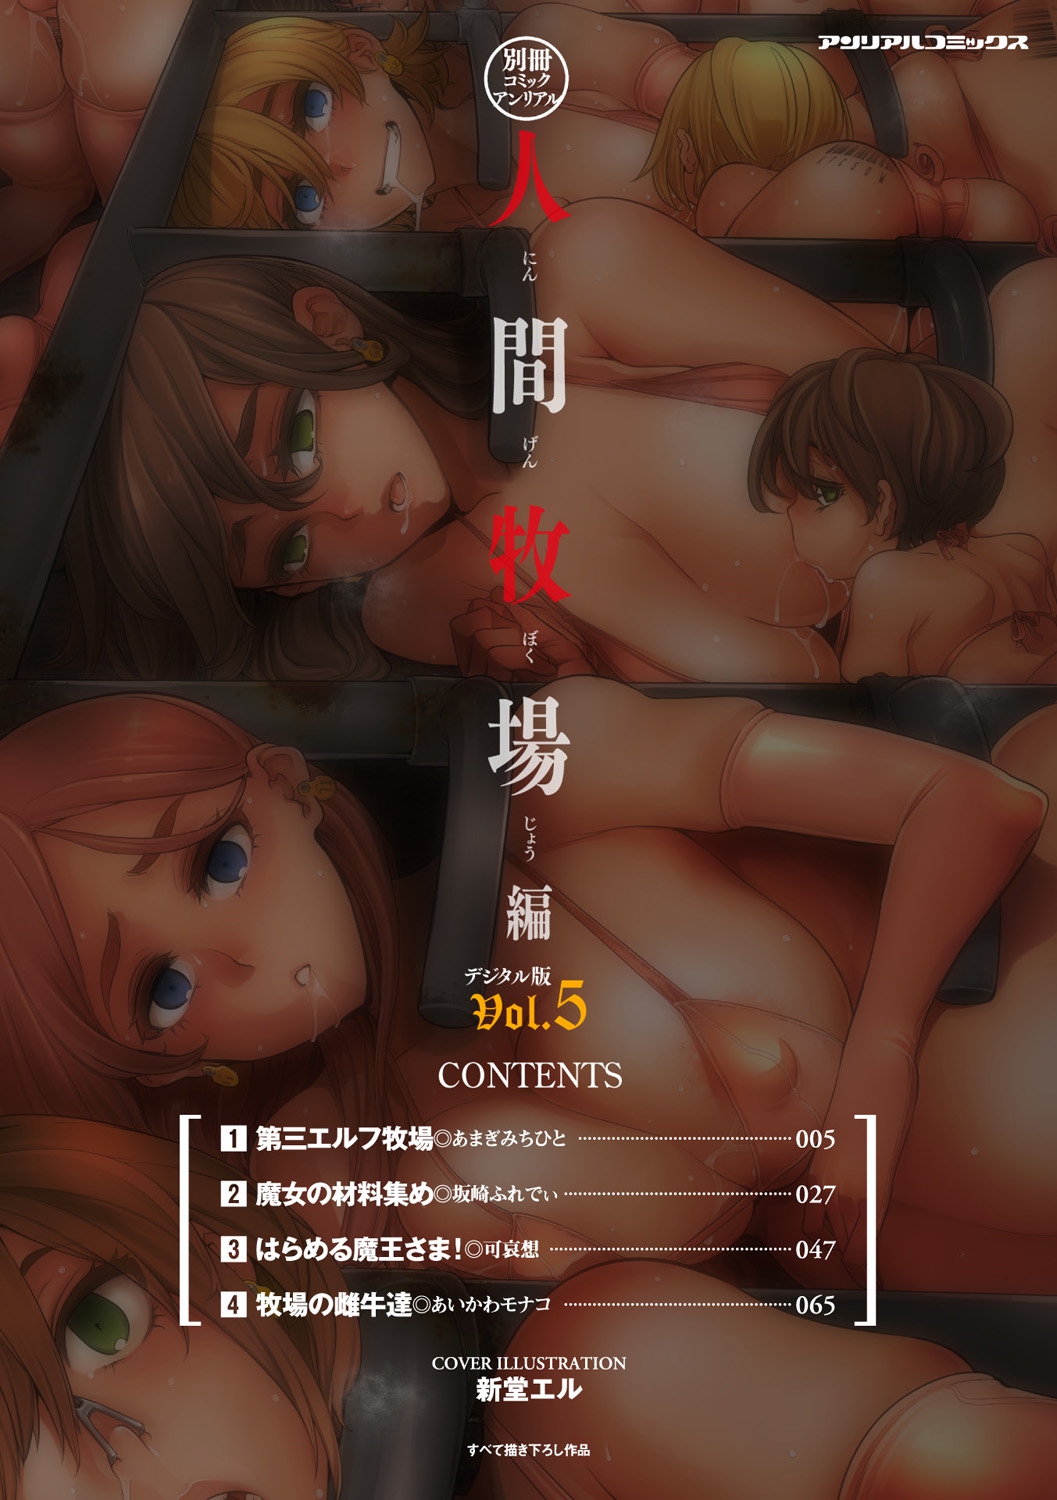 アンリアルコミックス
別冊
コミック
アンリアル
人間牧場編
にんげんぼくじょう
デジタル版
Vol.5
CONTENTS
1 第三エルフ牧場◎あまぎみちひと 005
2 魔女の材料集め◎坂崎ふれでぃ 027
3 はらめる魔王さま!◎可哀想 047
4 牧場の雌牛達◎あいかわモナコ 065
COVER ILLUSTRATION
新堂エル
すべて描き下ろし作品